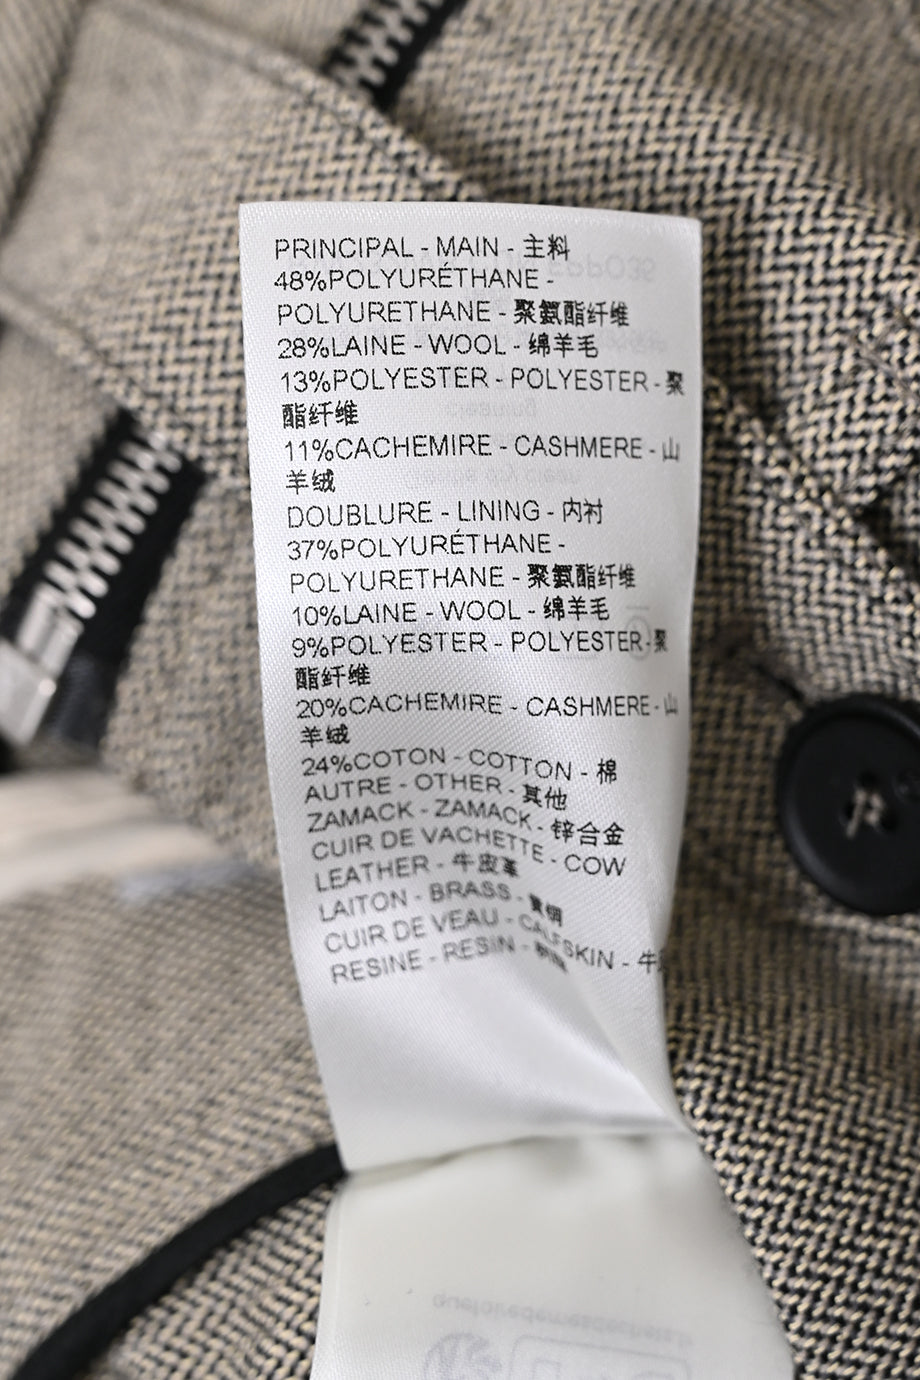 PRINCIPAL - MAIN - 主料
48%POLYURÉTHANE -
POLYURETHANE - 聚氨酯纤维
28%LAINE - WOOL - 绵羊毛
13%POLYESTER - POLYESTER - 聚
酯纤维
11%CACHEMIRE - CASHMERE - 山
羊绒
DOUBLURE - LINING - 内衬
37%POLYURÉTHANE -
POLYURETHANE - 聚氨酯纤维
10%LAINE - WOOL - 绵羊毛
9%POLYESTER - POLYESTER - 聚
酯纤维
20%CACHEMIRE - CASHMERE - 山
羊绒
24%COTON - COTTON - 棉
AUTRE - OTHER - 其他
ZAMACK - ZAMACK - 锌合金
CUIR DE VACHETTE - COW
LEATHER - 牛皮革
LAITON - BRASS - 黄铜
CUIR DE VEAU - CALFSKIN - 牛
RESINE - RESIN -